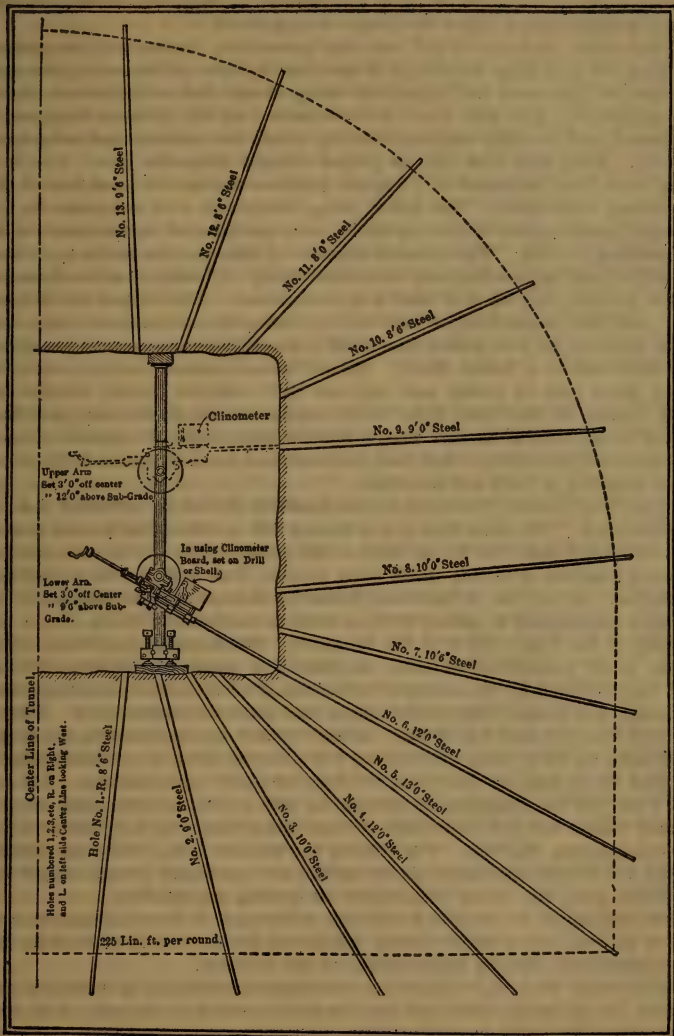 No. 13. 9'6" Steel
No. 12. 8'6" Steel
No. 11. 8'0" Steel
No. 10. 8'6" Steel
Clinometer
No. 9. 9'0" Steel
Upper Arm
Set 3'0" off center
" 12'0" above Sub-Grade
In using Clinometer
Board, set on Drill
or Shell.
No. 8. 10'0" Steel
Lower Arm.
Set 3'0" off Center
" 9'6" above Sub-
Grade.
No. 7. 10'6" Steel
No. 6. 12'0" Steel
No. 5. 13'0" Steel
No. 4. 12'0" Steel
No. 3. 10'0" Steel
No. 2. 9'0" Steel
Hole No. 1.-R. 8'6" Steel
Center Line of Tunnel
Holes numbered 1,2,3,etc, R. on Right,
and L. on left side Center Line looking West.
225 Lin. ft. per round.